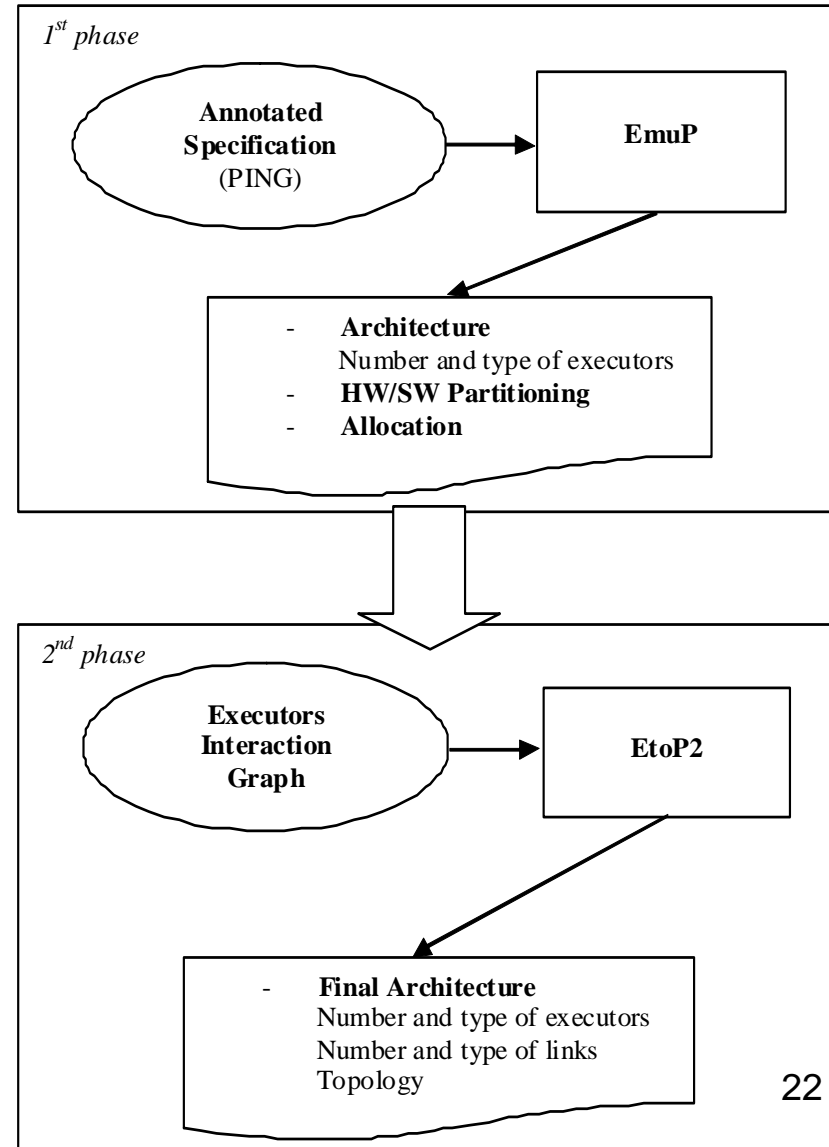 1st phase
Annotated
Specification
(PING)
EmuP
- Architecture
Number and type of executors
- HW/SW Partitioning
- Allocation
2nd phase
Executors
Interaction
Graph
EtoP2
- Final Architecture
Number and type of executors
Number and type of links
Topology
22